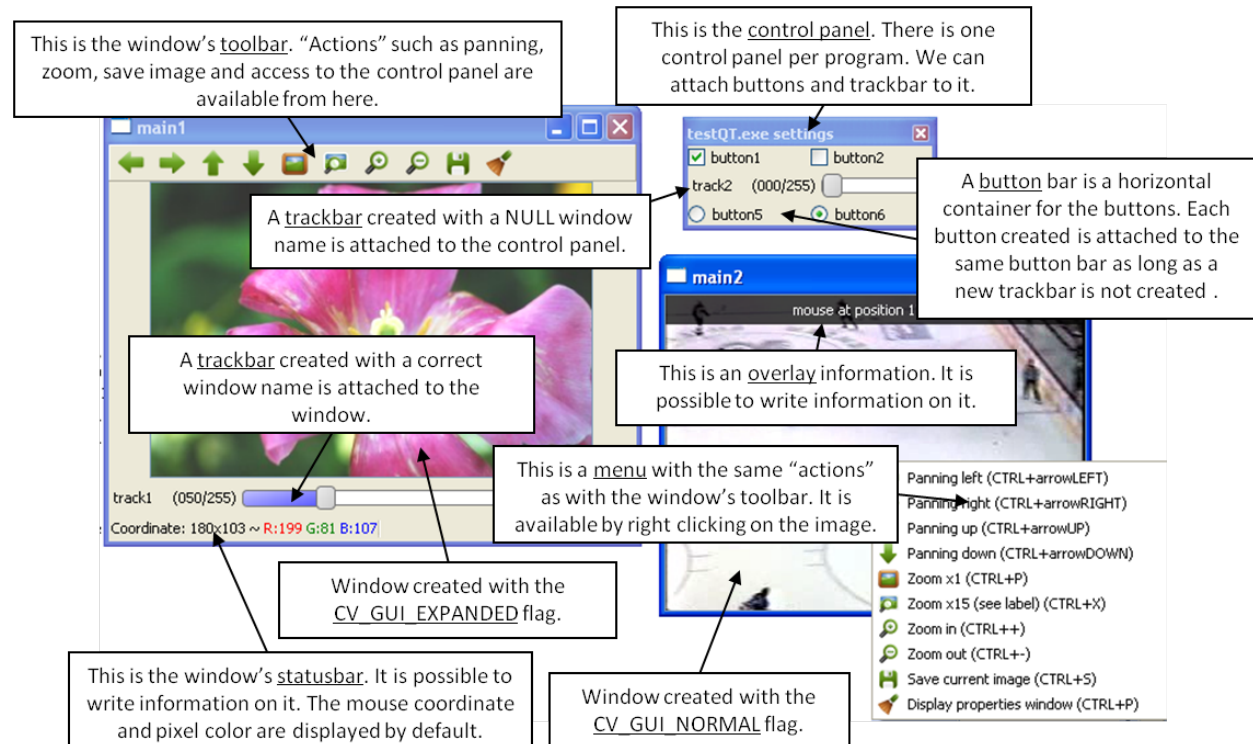 This is the window's toolbar. “Actions” such as panning,
zoom, save image and access to the control panel are
available from here.
This is the control panel. There is one
control panel per program. We can
attach buttons and trackbar to it.
main1
testQT.exe settings
button1
button2
track2 (000/255)
button5
button6
A trackbar created with a NULL window
name is attached to the control panel.
A button bar is a horizontal
container for the buttons. Each
button created is attached to the
same button bar as long as a
new trackbar is not created .
main2
mouse at position 1
A trackbar created with a correct
window name is attached to the
window.
This is an overlay information. It is
possible to write information on it.
This is a menu with the same “actions”
as with the window's toolbar. It is
available by right clicking on the image.
track1 (050/255)
Coordinate: 180x103 ~ R:199 G:81 B:107
Panning left (CTRL+arrowLEFT)
Panning right (CTRL+arrowRIGHT)
Panning up (CTRL+arrowUP)
Panning down (CTRL+arrowDOWN)
Zoom x1 (CTRL+P)
Zoom x15 (see label) (CTRL+X)
Zoom in (CTRL++)
Zoom out (CTRL+-)
Save current image (CTRL+S)
Display properties window (CTRL+P)
Window created with the
CV_GUI_EXPANDED flag.
This is the window's statusbar. It is possible to
write information on it. The mouse coordinate
and pixel color are displayed by default.
Window created with the
CV_GUI_NORMAL flag.